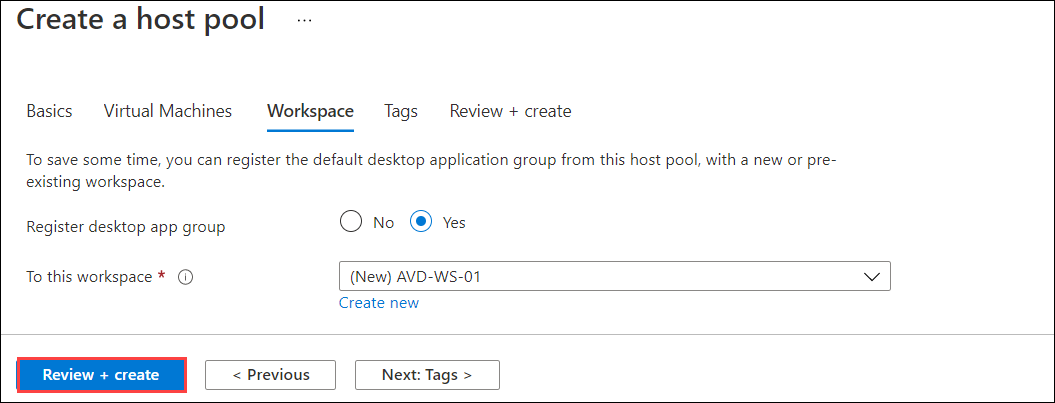 Create a host pool ...
Basics Virtual Machines Workspace Tags Review + create
To save some time, you can register the default desktop application group from this host pool, with a new or pre-
existing workspace.
Register desktop app group No Yes
To this workspace * (New) AVD-WS-01
Create new
Review + create < Previous Next: Tags >